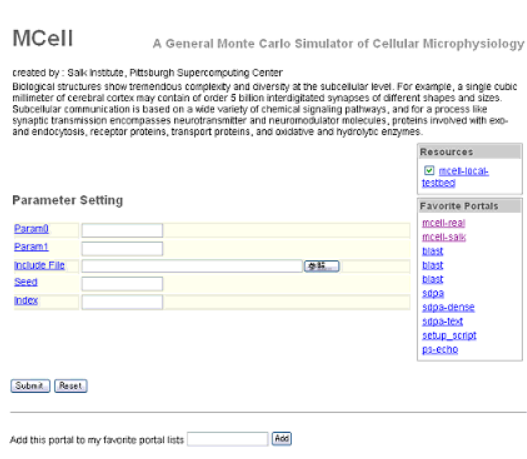 MCell
A General Monte Carlo Simulator of Cellular Microphysiology
created by : Salk Institute, Pittsburgh Supercomputing Center
Biological structures show tremendous complexity and diversity at the subcellular level. For example, a single cubic
millimeter of cerebral cortex may contain of order 5 billion interdigitated synapses of different shapes and sizes.
Subcellular communication is based on a wide variety of chemical signaling pathways, and for a process like
synaptic transmission encompasses neurotransmitter and neuromodulator molecules, proteins involved with exo-
and endocytosis, receptor proteins, transport proteins, and oxidative and hydrolytic enzymes.
Resources
mcell-local-
testbed
Parameter Setting
Param0
Param1
Include File
参照...
Seed
Index
Favorite Portals
mcell-real
mcell-salk
blast
blast
blast
sdpa
sdpa-dense
sdpa-text
setup_script
ps-echo
Submit
Reset
Add this portal to my favorite portal lists
Add